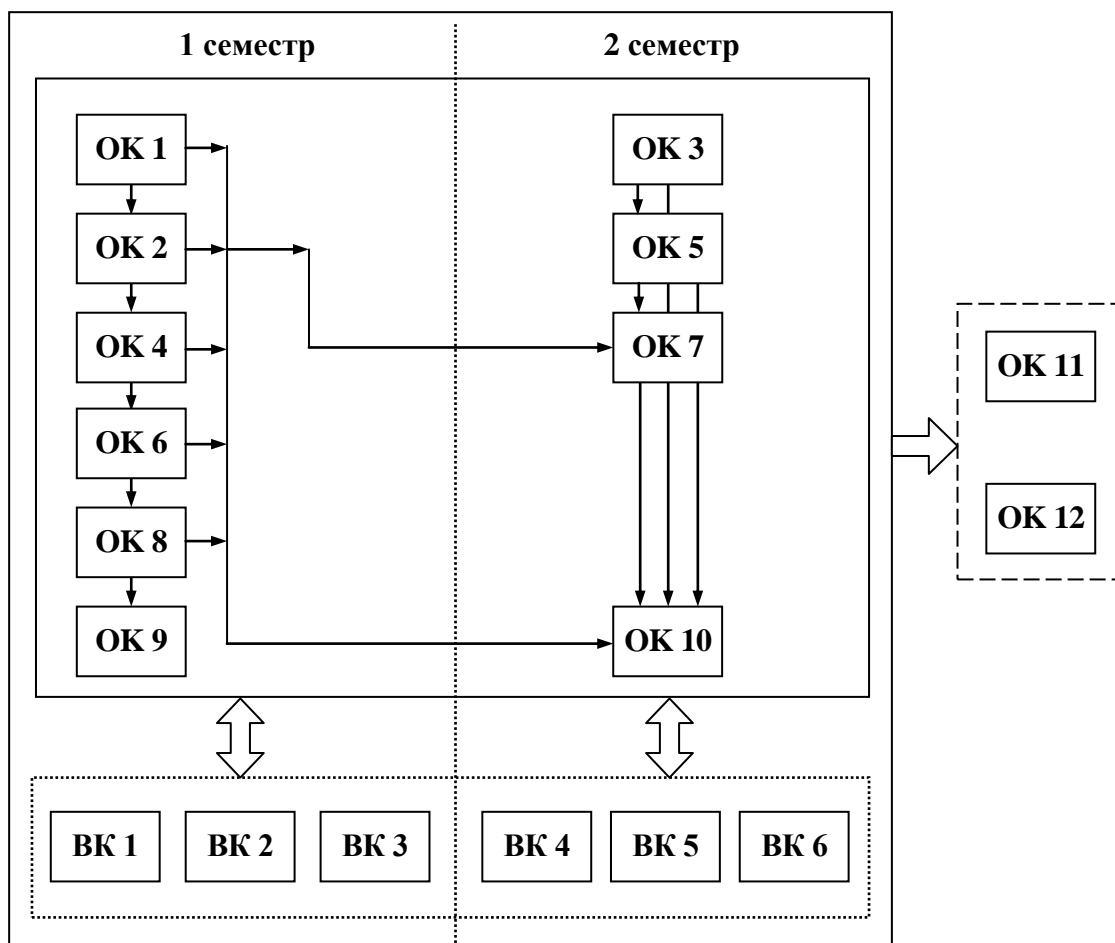 1 семестр
2 семестр
ОК 1
ОК 3
ОК 2
ОК 5
ОК 4
ОК 7
ОК 11
ОК 6
ОК 8
ОК 12
ОК 9
ОК 10
ВК 1
ВК 2
ВК 3
ВК 4
ВК 5
ВК 6